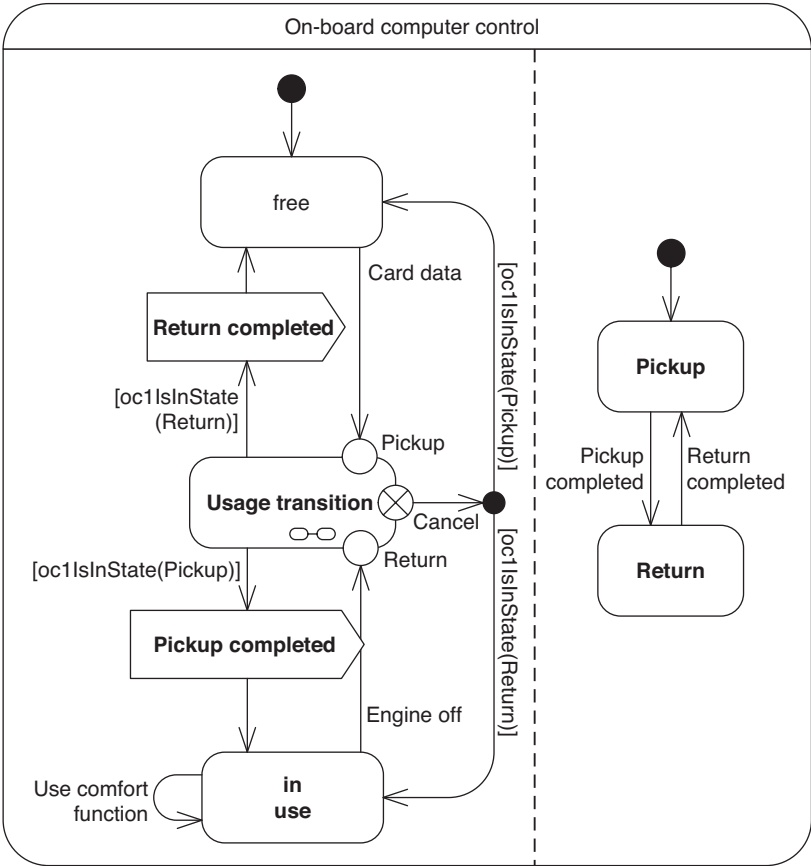 On-board computer control
free
Card data
Return completed
[oc1IsInState
(Return)]
Pickup
Usage transition
Cancel
Return
[oc1IsInState(Pickup)]
Pickup completed
Engine off
in
use
Use comfort
function
[oc1IsInState(Pickup)]
[oc1IsInState(Return)]
Pickup
Pickup
completed
Return
completed
Return